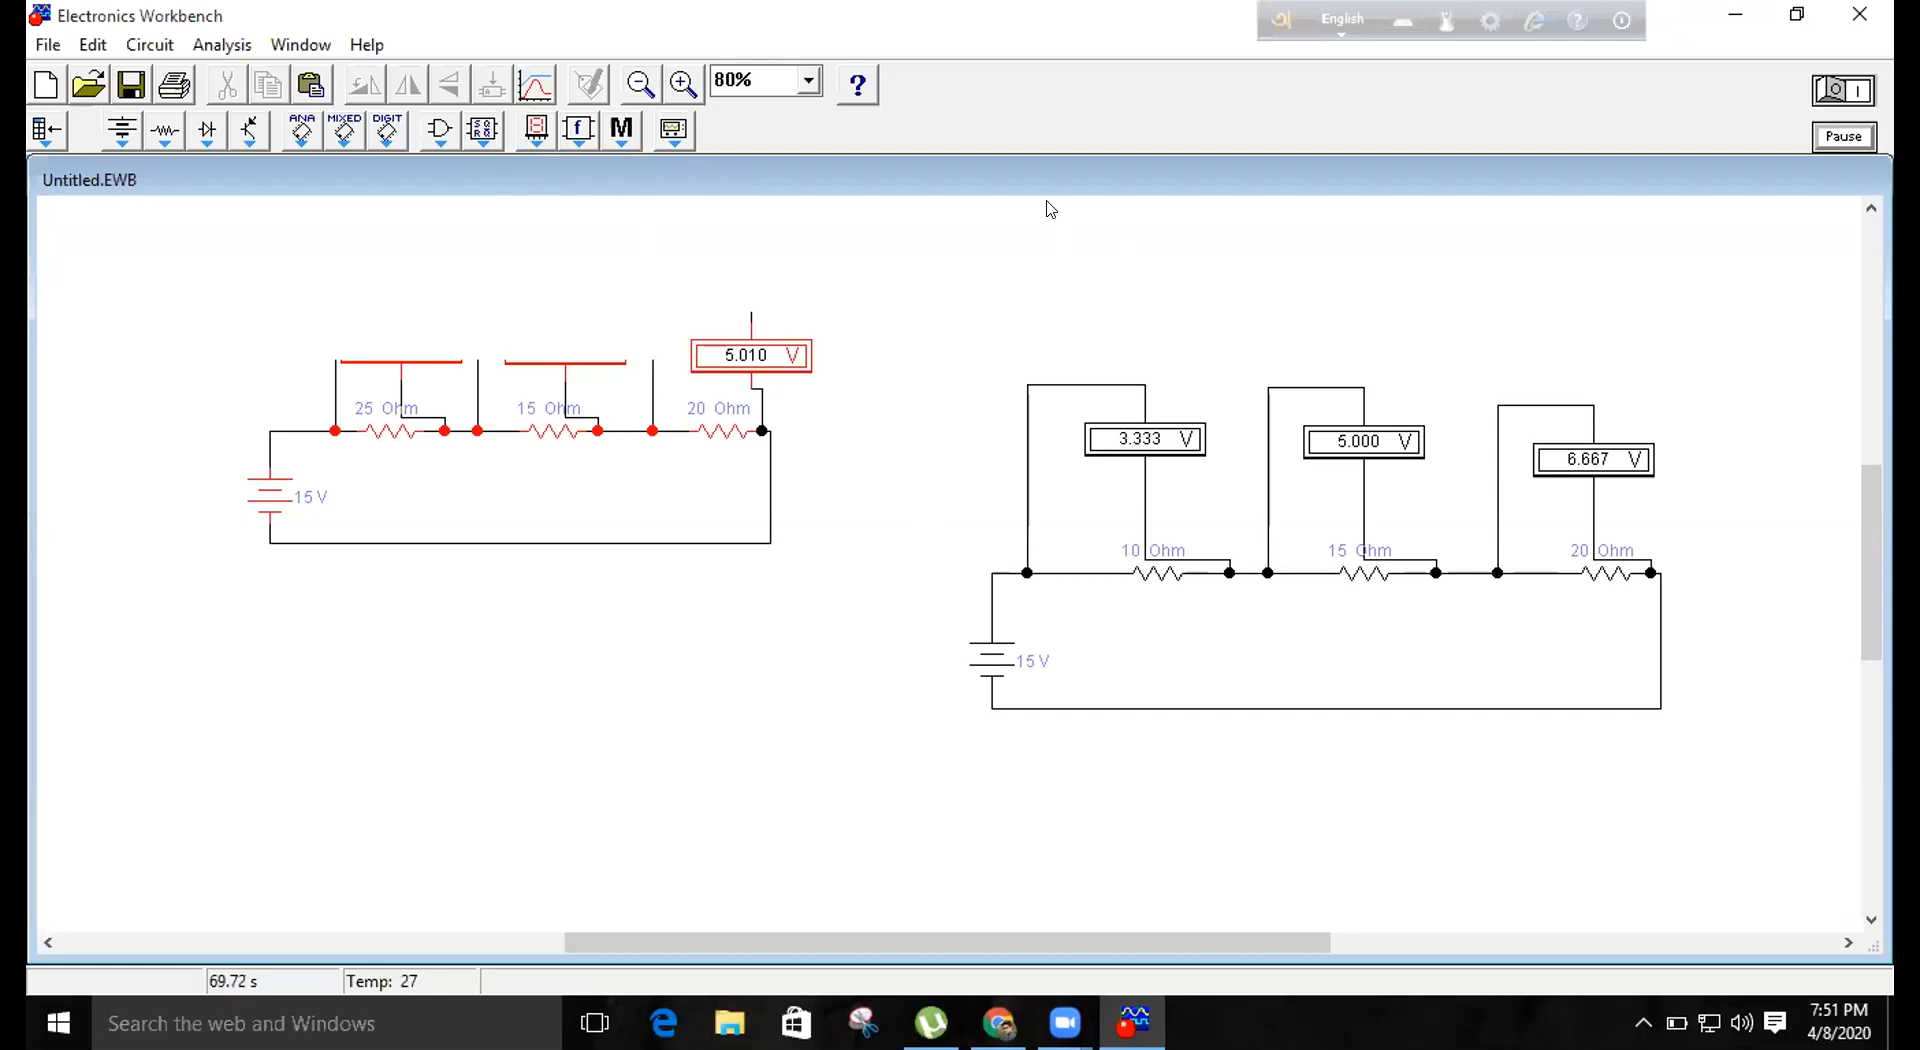 Electronics Workbench
English
File Edit Circuit Analysis Window Help
80%
?
ANA MIXED DIGIT
M
Pause
Untitled.EWB
5.010 V
25 Ohm 15 Ohm 20 Ohm
15 V
3.333 V
5.000 V
6.667 V
10 Ohm 15 Ohm 20 Ohm
15 V
69.72 s Temp: 27
Search the web and Windows
7:51 PM
4/8/2020